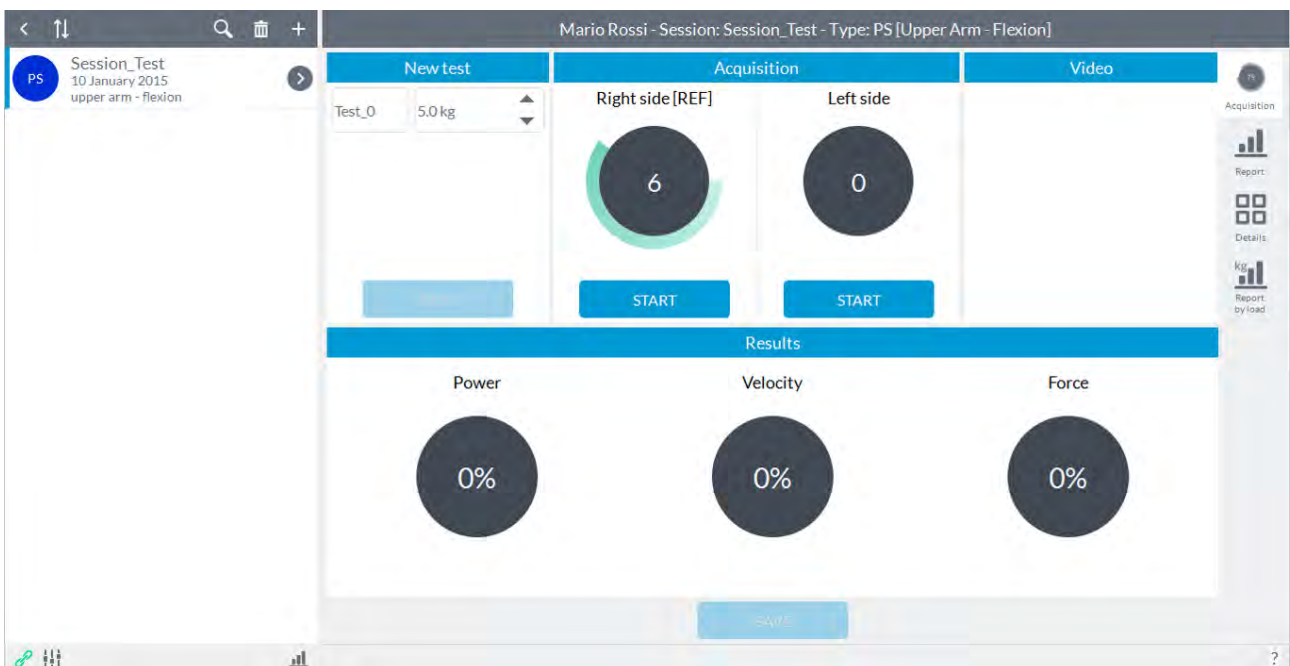 Mario Rossi - Session: Session_Test - Type: PS [Upper Arm - Flexion]
PS
Session_Test
10 January 2015
upper arm - flexion
New test
Acquisition
Video
Test_0
5.0 kg
Right side [REF]
Left side
6
0
START
START
Results
Power
Velocity
Force
0%
0%
0%
Acquisition
Report
Details
kg
Report
by load
?